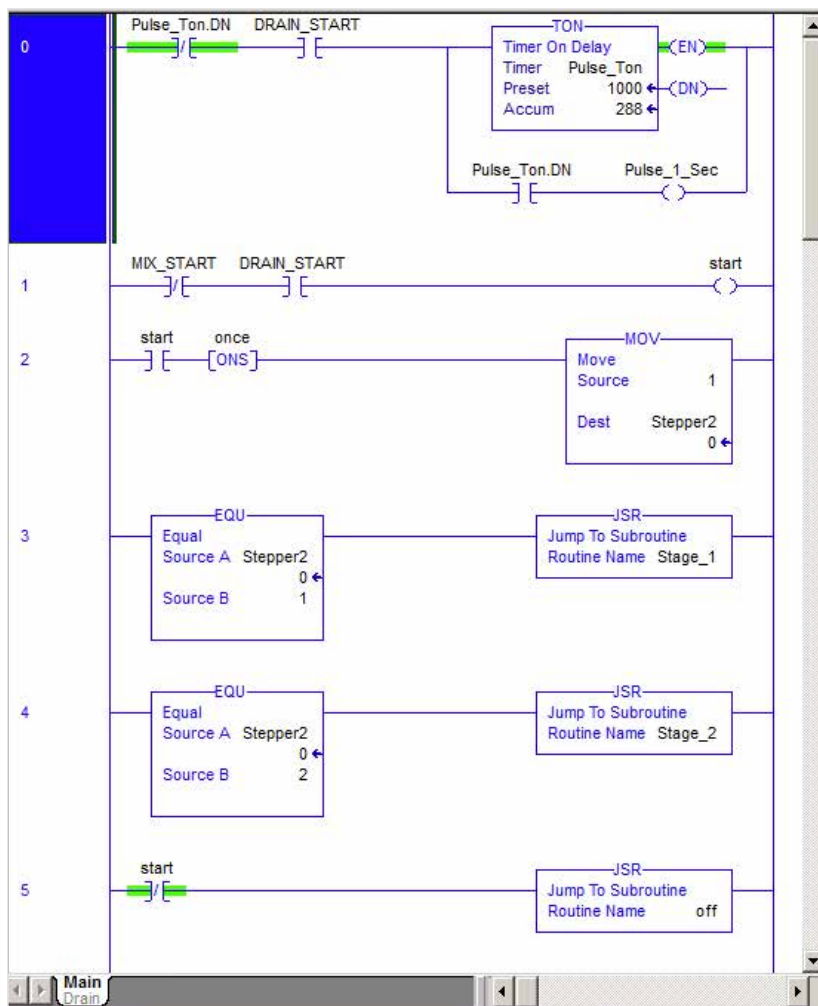 Pulse_Ton.DN DRAIN_START
0
TON
Timer On Delay
EN
Timer Pulse_Ton
Preset 1000
DN
Accum 288
Pulse_Ton.DN Pulse_1_Sec
MIX_START DRAIN_START start
1
start once
2
ONS
MOV
Move
Source 1
Dest Stepper2
0
3
EQU
Equal
Source A Stepper2
0
Source B 1
JSR
Jump To Subroutine
Routine Name Stage_1
4
EQU
Equal
Source A Stepper2
0
Source B 2
JSR
Jump To Subroutine
Routine Name Stage_2
start
5
JSR
Jump To Subroutine
Routine Name off
Main
Drain